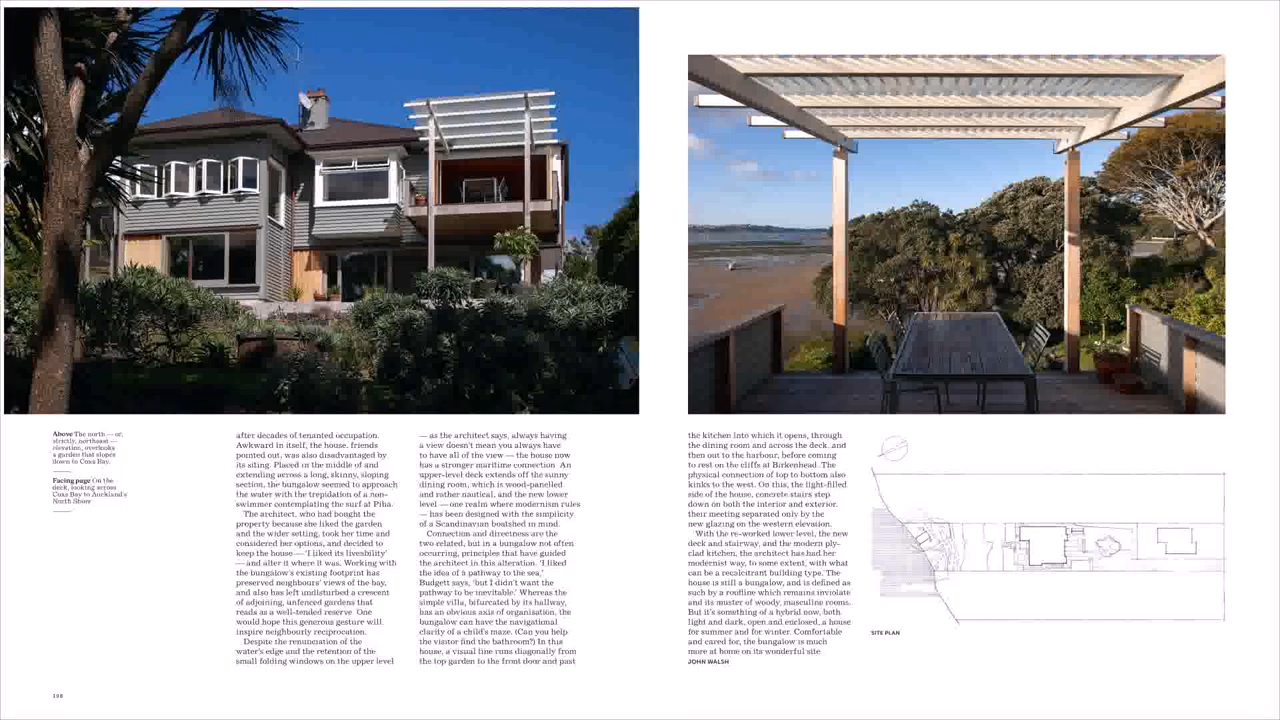 Above The north — or,
strictly, northeast —
elevation, overlooks
a garden that slopes
down to Coxs Bay.
Facing page On the
deck, looking across
Coxs Bay to Auckland's
North Shore
after decades of tenanted occupation.
Awkward in itself, the house, friends
pointed out, was also disadvantaged by
its siting. Placed in the middle of and
extending across a long, skinny, sloping
section, the bungalow seemed to approach
the water with the trepidation of a non-
swimmer contemplating the surf at Piha.
The architect, who had bought the
property because she liked the garden
and the wider setting, took her time and
considered her options, and decided to
keep the house — 'I liked its liveability'
— and alter it where it was. Working with
the bungalow's existing footprint has
preserved neighbours' views of the bay,
and also has left undisturbed a crescent
of adjoining, unfenced gardens that
reads as a well-tended reserve. One
would hope this generous gesture will
inspire neighbourly reciprocation.
Despite the renunciation of the
water's edge and the retention of the
small folding windows on the upper level
— as the architect says, always having
a view doesn't mean you always have
to have all of the view — the house now
has a stronger maritime connection. An
upper-level deck extends off the sunny
dining room, which is wood-panelled
and rather nautical, and the new lower
level — one realm where modernism rules
— has been designed with the simplicity
of a Scandinavian boatshed in mind.
Connection and directness are the
two related, but in a bungalow not often
occurring, principles that have guided
the architect in this alteration. 'I liked
the idea of a pathway to the sea,'
Budgett says, 'but I didn't want the
pathway to be inevitable.' Whereas the
simple villa, bifurcated by its hallway,
has an obvious axis of organisation, the
bungalow can have the navigational
clarity of a child's maze. (Can you help
the visitor find the bathroom?) In this
house, a visual line runs diagonally from
the top garden to the front door and past
the kitchen into which it opens, through
the dining room and across the deck, and
then out to the harbour, before coming
to rest on the cliffs at Birkenhead. The
physical connection of top to bottom also
kinks to the west. On this, the light-filled
side of the house, concrete stairs step
down on both the interior and exterior,
their meeting separated only by the
new glazing on the western elevation.
With the re-worked lower level, the new
deck and stairway, and the modern ply-
clad kitchen, the architect has had her
modernist way, to some extent, with what
can be a recalcitrant building type. The
house is still a bungalow, and is defined as
such by a roofline which remains inviolate
and its muster of woody, masculine rooms.
But it's something of a hybrid now, both
light and dark, open and enclosed, a house
for summer and for winter. Comfortable
and cared for, the bungalow is much
more at home on its wonderful site.
JOHN WALSH
SITE PLAN
198